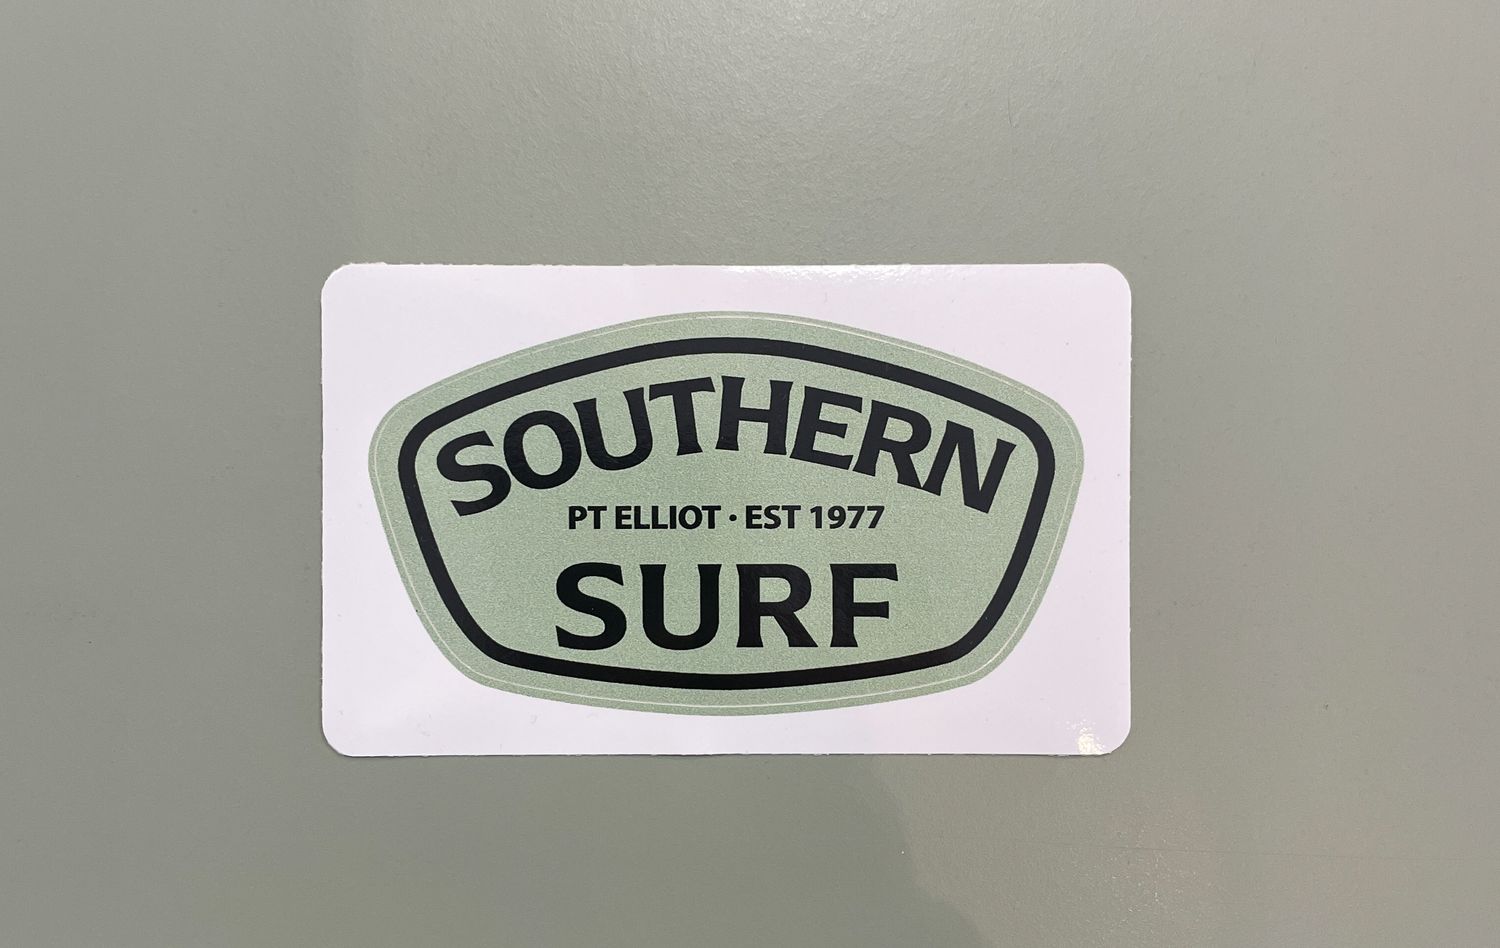 SOUTHERN
PT ELLIOT · EST 1977
SURF